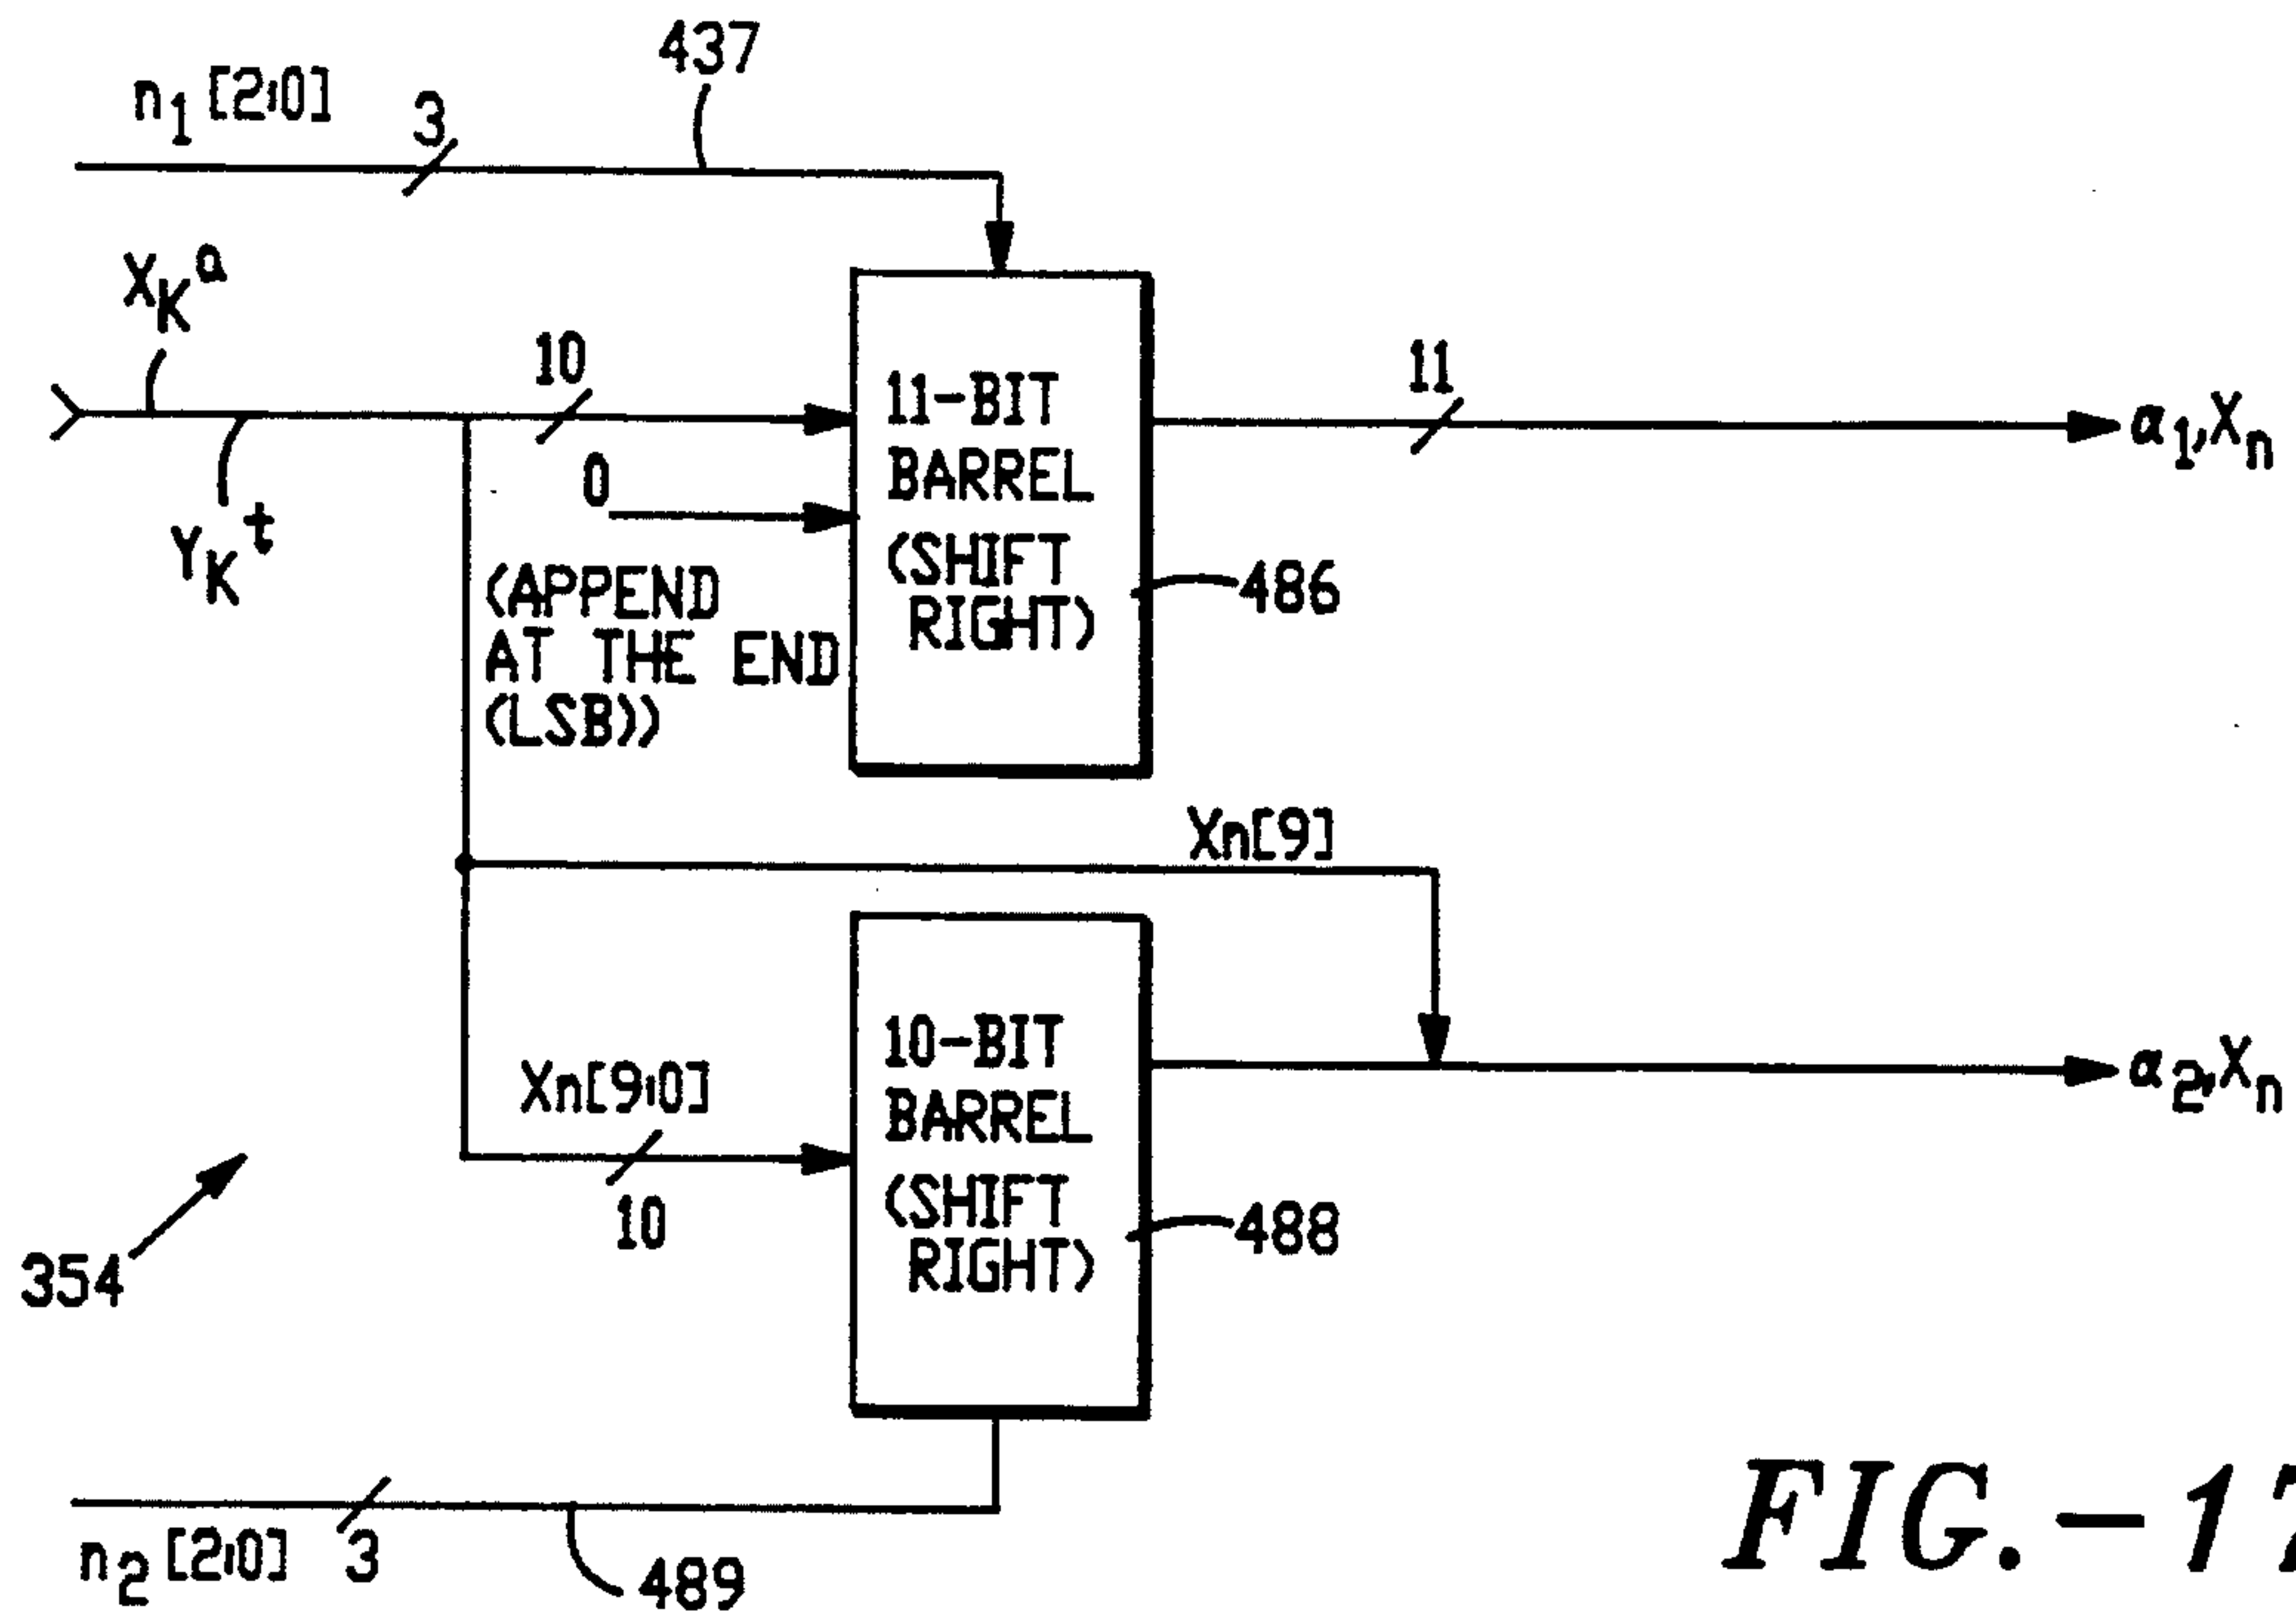 n1 [2:0]
3
437
XK a
10
YK t
0
(APPEND
AT THE END
(LSB))
11-BIT
BARREL
(SHIFT
RIGHT)
486
11
α1,Xn
Xn[9]
Xn[9:0]
10
10-BIT
BARREL
(SHIFT
RIGHT)
488
α2,Xn
354
n2 [2:0]
3
489
FIG.-17